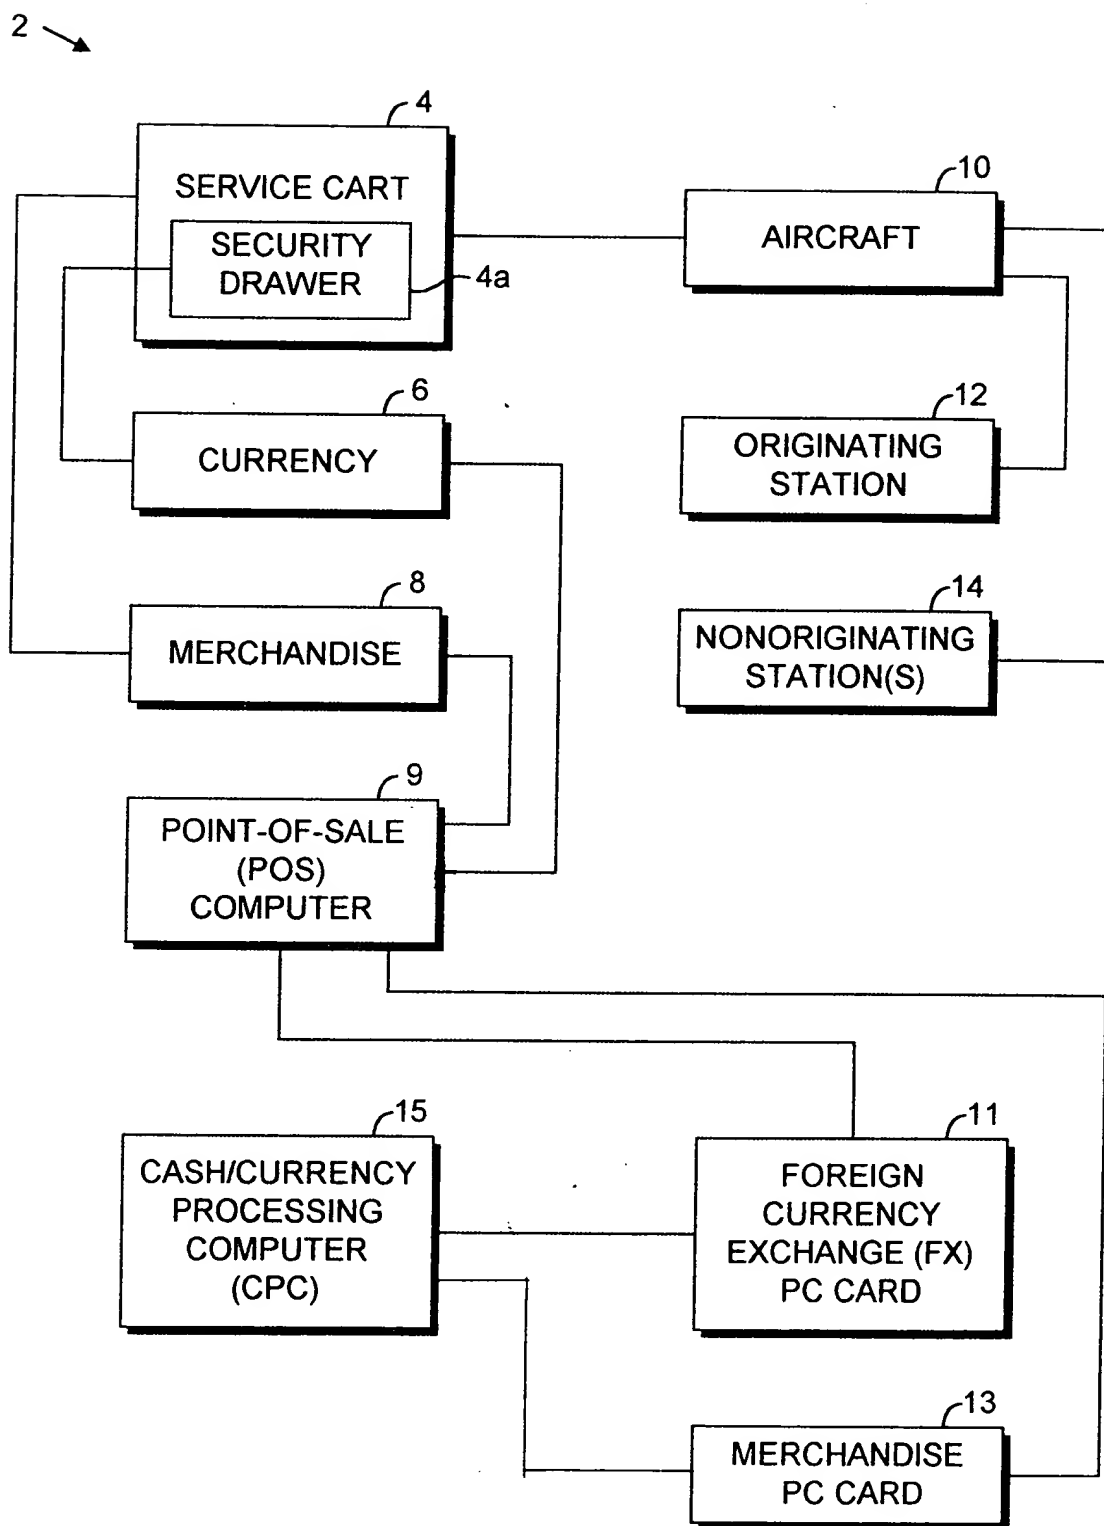 2
4
SERVICE CART
SECURITY
DRAWER
4a
10
AIRCRAFT
6
CURRENCY
12
ORIGINATING
STATION
8
MERCHANDISE
14
NONORIGINATING
STATION(S)
9
POINT-OF-SALE
(POS)
COMPUTER
15
CASH/CURRENCY
PROCESSING
COMPUTER
(CPC)
11
FOREIGN
CURRENCY
EXCHANGE (FX)
PC CARD
13
MERCHANDISE
PC CARD